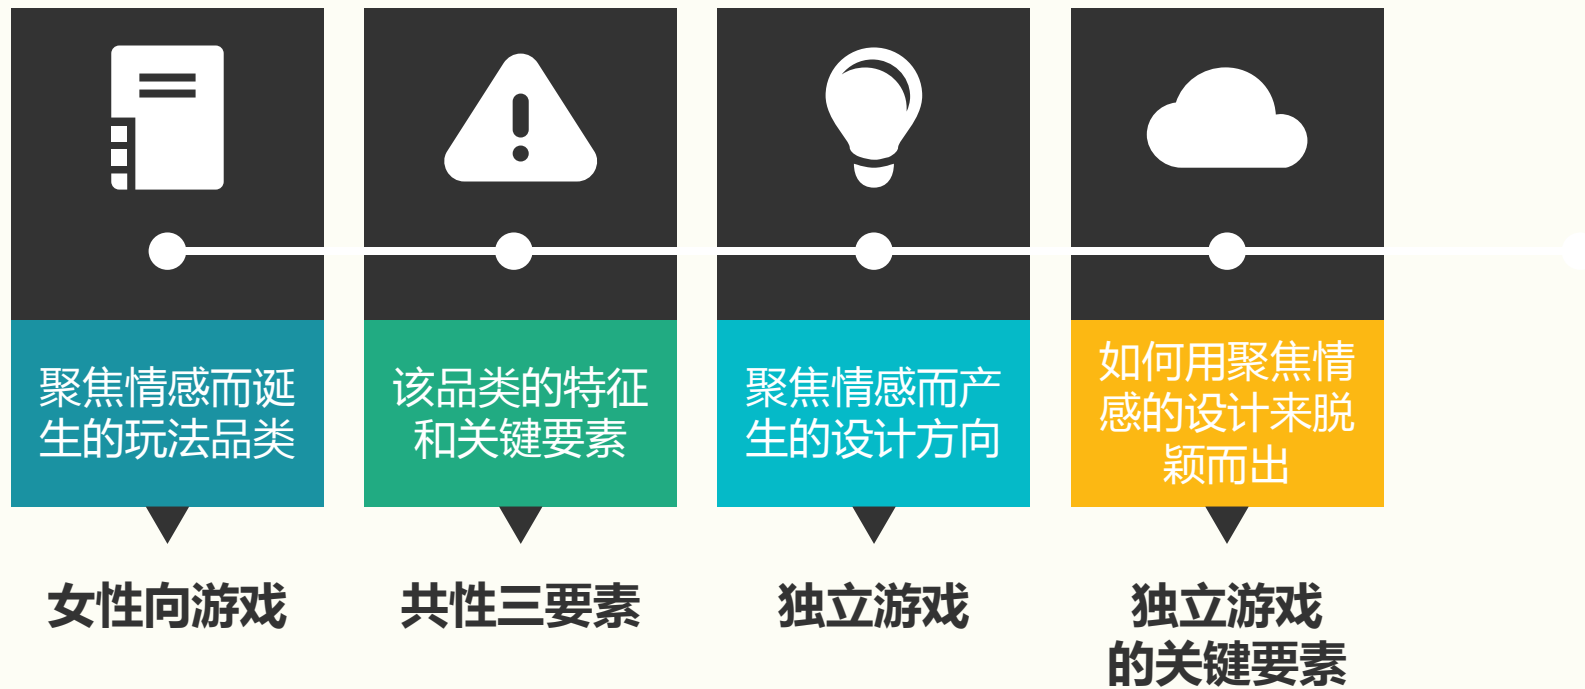 聚焦情感而诞
生的玩法品类
女性向游戏
该品类的特征
和关键要素
共性三要素
聚焦情感而产
生的设计方向
独立游戏
如何用聚焦情
感的设计来脱
颖而出
独立游戏
的关键要素